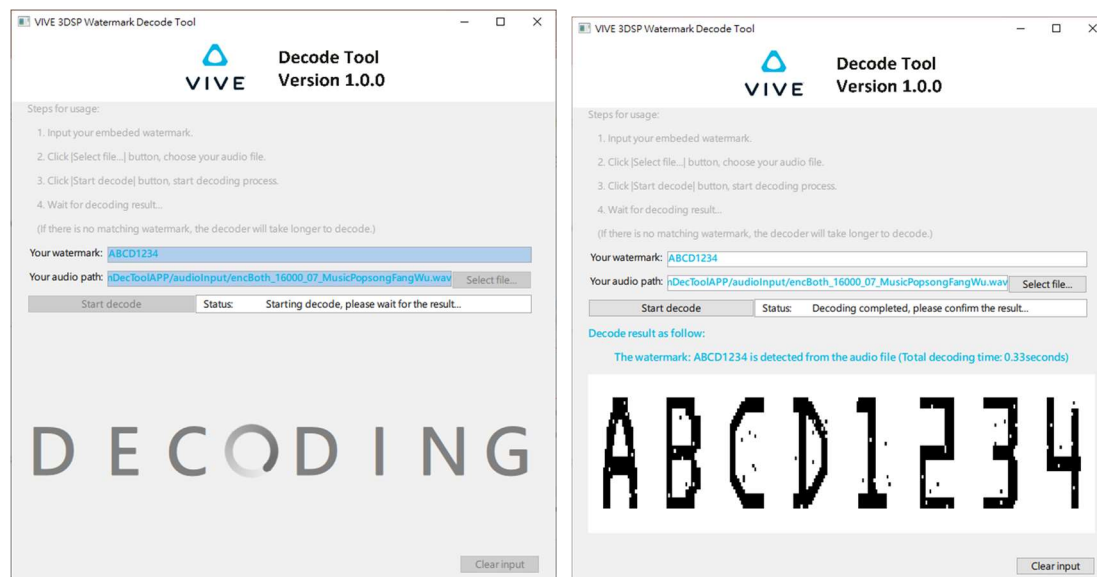 VIVE 3DSP Watermark Decode Tool
VIVE
Decode Tool
Version 1.0.0
Steps for usage:
1. Input your embeded watermark.
2. Click |Select file...| button, choose your audio file.
3. Click |Start decode| button, start decoding process.
4. Wait for decoding result...
(If there is no matching watermark, the decoder will take longer to decode.)
Your watermark: ABCD1234
Your audio path: nDecToolAPP/audioInput/encBoth_16000_07_MusicPopsongFangWu.wav Select file...
Start decode Status: Starting decode, please wait for the result...
DECODING
Clear input
VIVE 3DSP Watermark Decode Tool
VIVE
Decode Tool
Version 1.0.0
Steps for usage:
1. Input your embeded watermark.
2. Click |Select file...| button, choose your audio file.
3. Click |Start decode| button, start decoding process.
4. Wait for decoding result...
(If there is no matching watermark, the decoder will take longer to decode.)
Your watermark: ABCD1234
Your audio path: nDecToolAPP/audioInput/encBoth_16000_07_MusicPopsongFangWu.wav Select file...
Start decode Status: Decoding completed, please confirm the result...
Decode result as follow:
The watermark: ABCD1234 is detected from the audio file (Total decoding time: 0.33seconds)
ABCD1234
Clear input